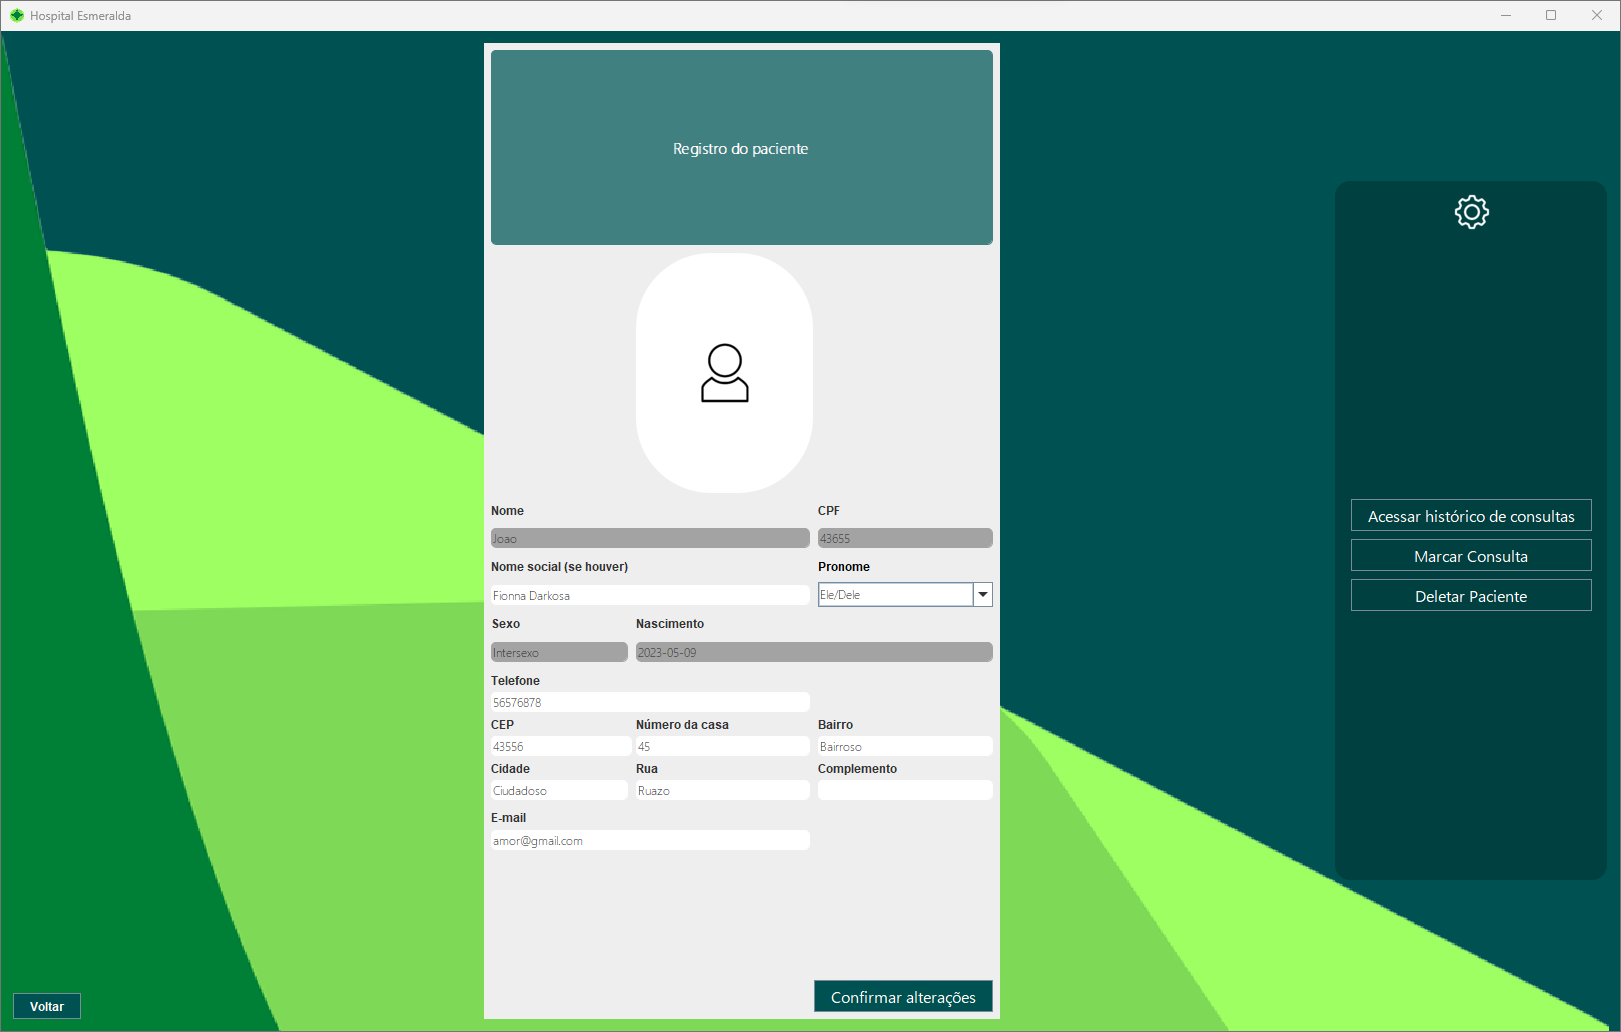 Hospital Esmeralda
Registro do paciente
Nome CPF
Joao 43655
Nome social (se houver) Pronome
Fionna Darkosa Ele/Dele
Sexo Nascimento
Intersexo 2023-05-09
Telefone
56576878
CEP Número da casa Bairro
43556 45 Bairroso
Cidade Rua Complemento
Ciudadoso Ruazo
E-mail
amor@gmail.com
Confirmar alterações
Acessar histórico de consultas
Marcar Consulta
Deletar Paciente
Voltar